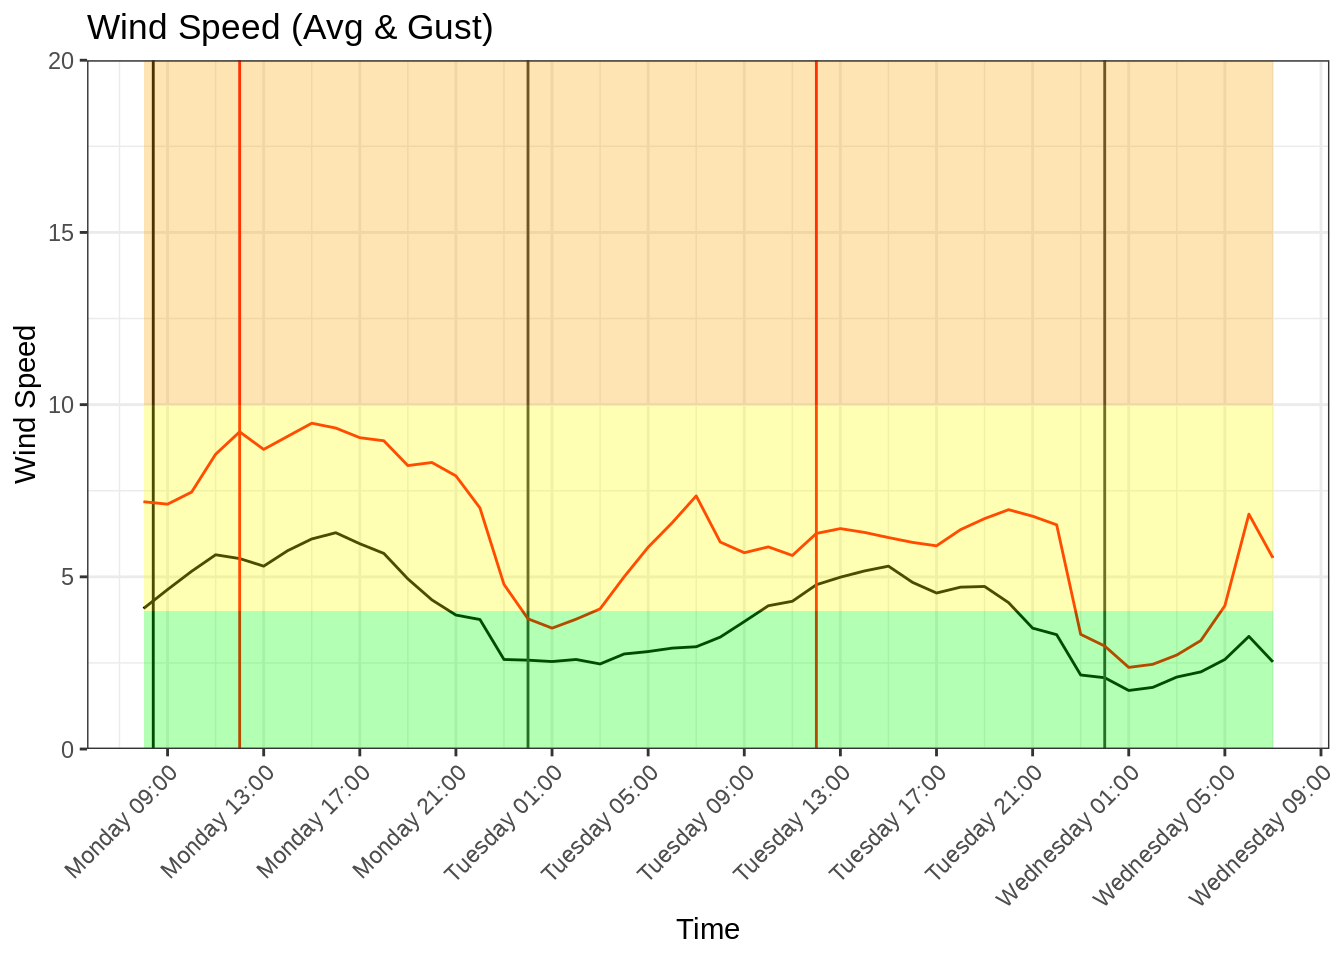 Wind Speed (Avg & Gust)
20
15
10
5
0
Wind Speed
Monday 09:00
Monday 13:00
Monday 17:00
Monday 21:00
Tuesday 01:00
Tuesday 05:00
Tuesday 09:00
Tuesday 13:00
Tuesday 17:00
Tuesday 21:00
Wednesday 01:00
Wednesday 05:00
Wednesday 09:00
Time